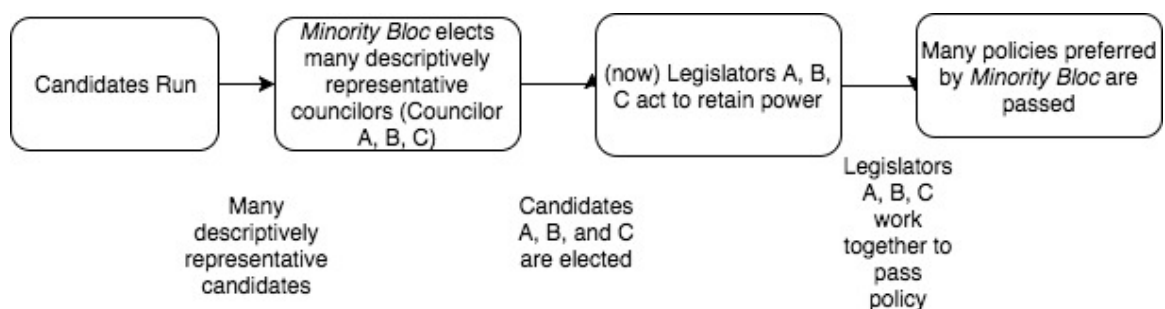 Candidates Run
Minority Bloc elects
many descriptively
representative
councilors (Councilor
A, B, C)
(now) Legislators A, B,
C act to retain power
Many policies preferred
by Minority Bloc are
passed
Many
descriptively
representative
candidates
Candidates
A, B, and C
are elected
Legislators
A, B, C
work
together to
pass
policy